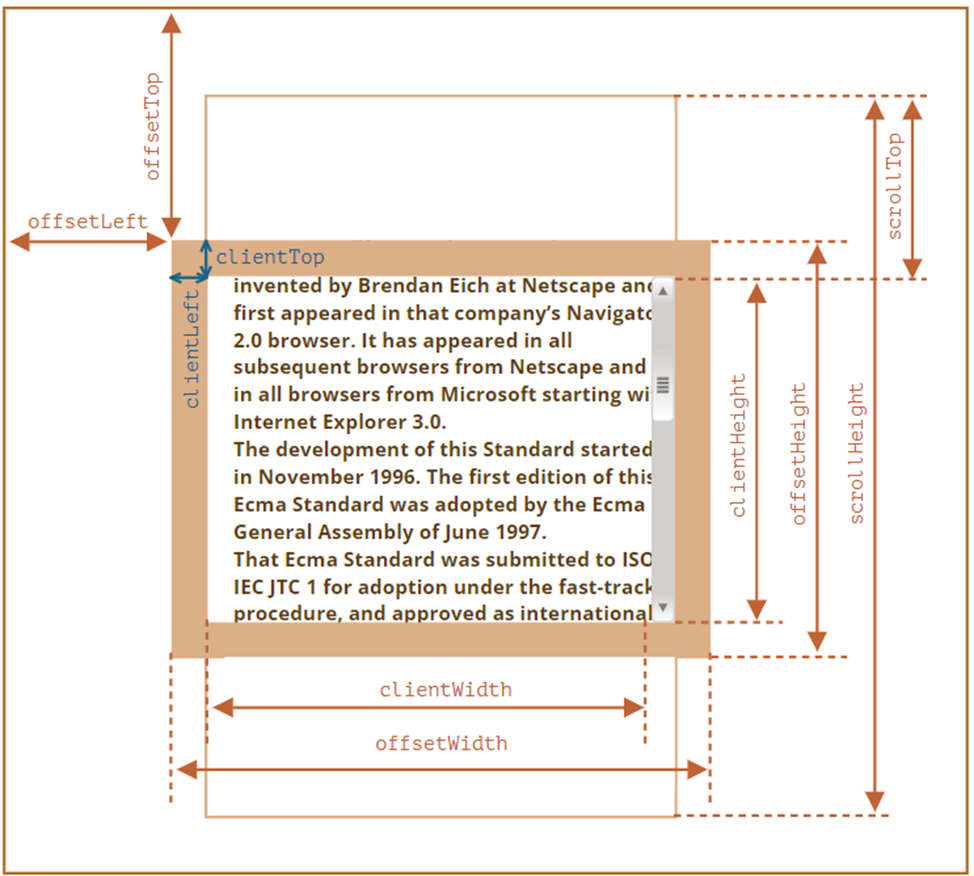 offsetTop
scrollTop
offsetLeft
clientTop
clientLeft
invented by Brendan Eich at Netscape and
first appeared in that company’s Navigato
2.0 browser. It has appeared in all
subsequent browsers from Netscape and
in all browsers from Microsoft starting wi
Internet Explorer 3.0.
The development of this Standard started
in November 1996. The first edition of this
Ecma Standard was adopted by the Ecma
General Assembly of June 1997.
That Ecma Standard was submitted to ISO
IEC JTC 1 for adoption under the fast-track
procedure, and approved as international
clientHeight
offsetHeight
scrollHeight
clientWidth
offsetWidth